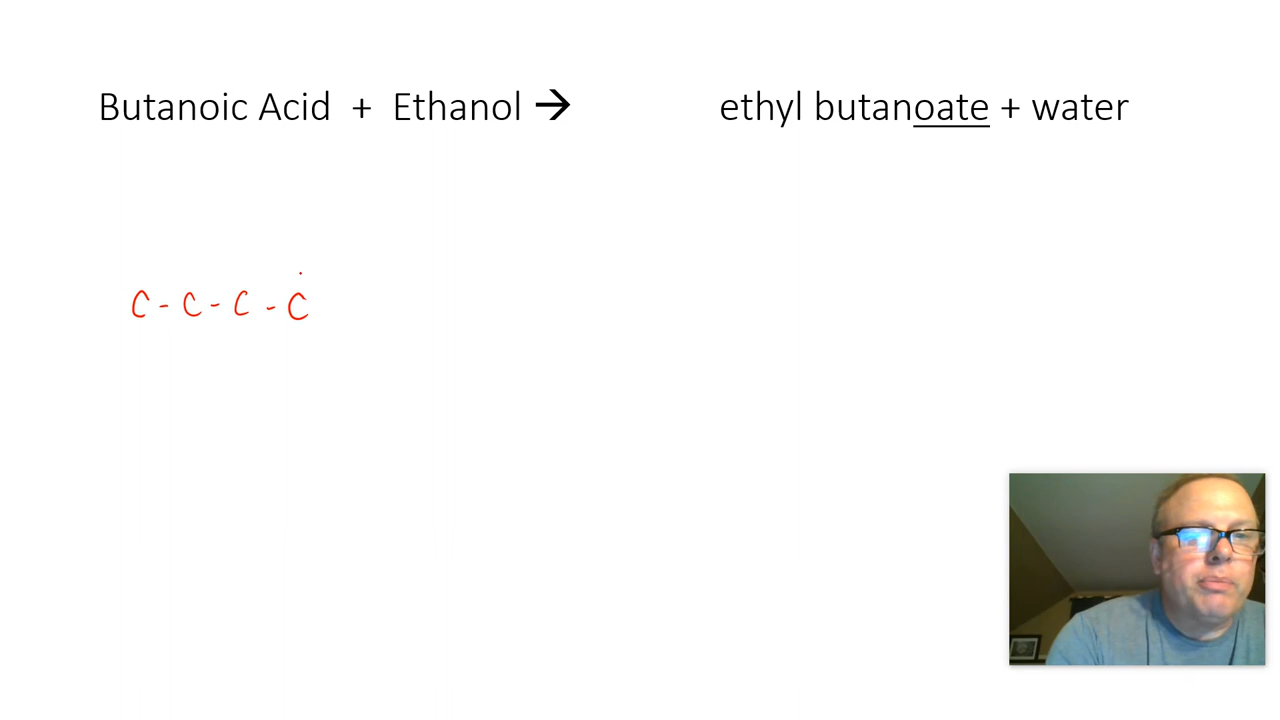 Butanoic Acid + Ethanol → ethyl butanoate + water
C - C - C - C